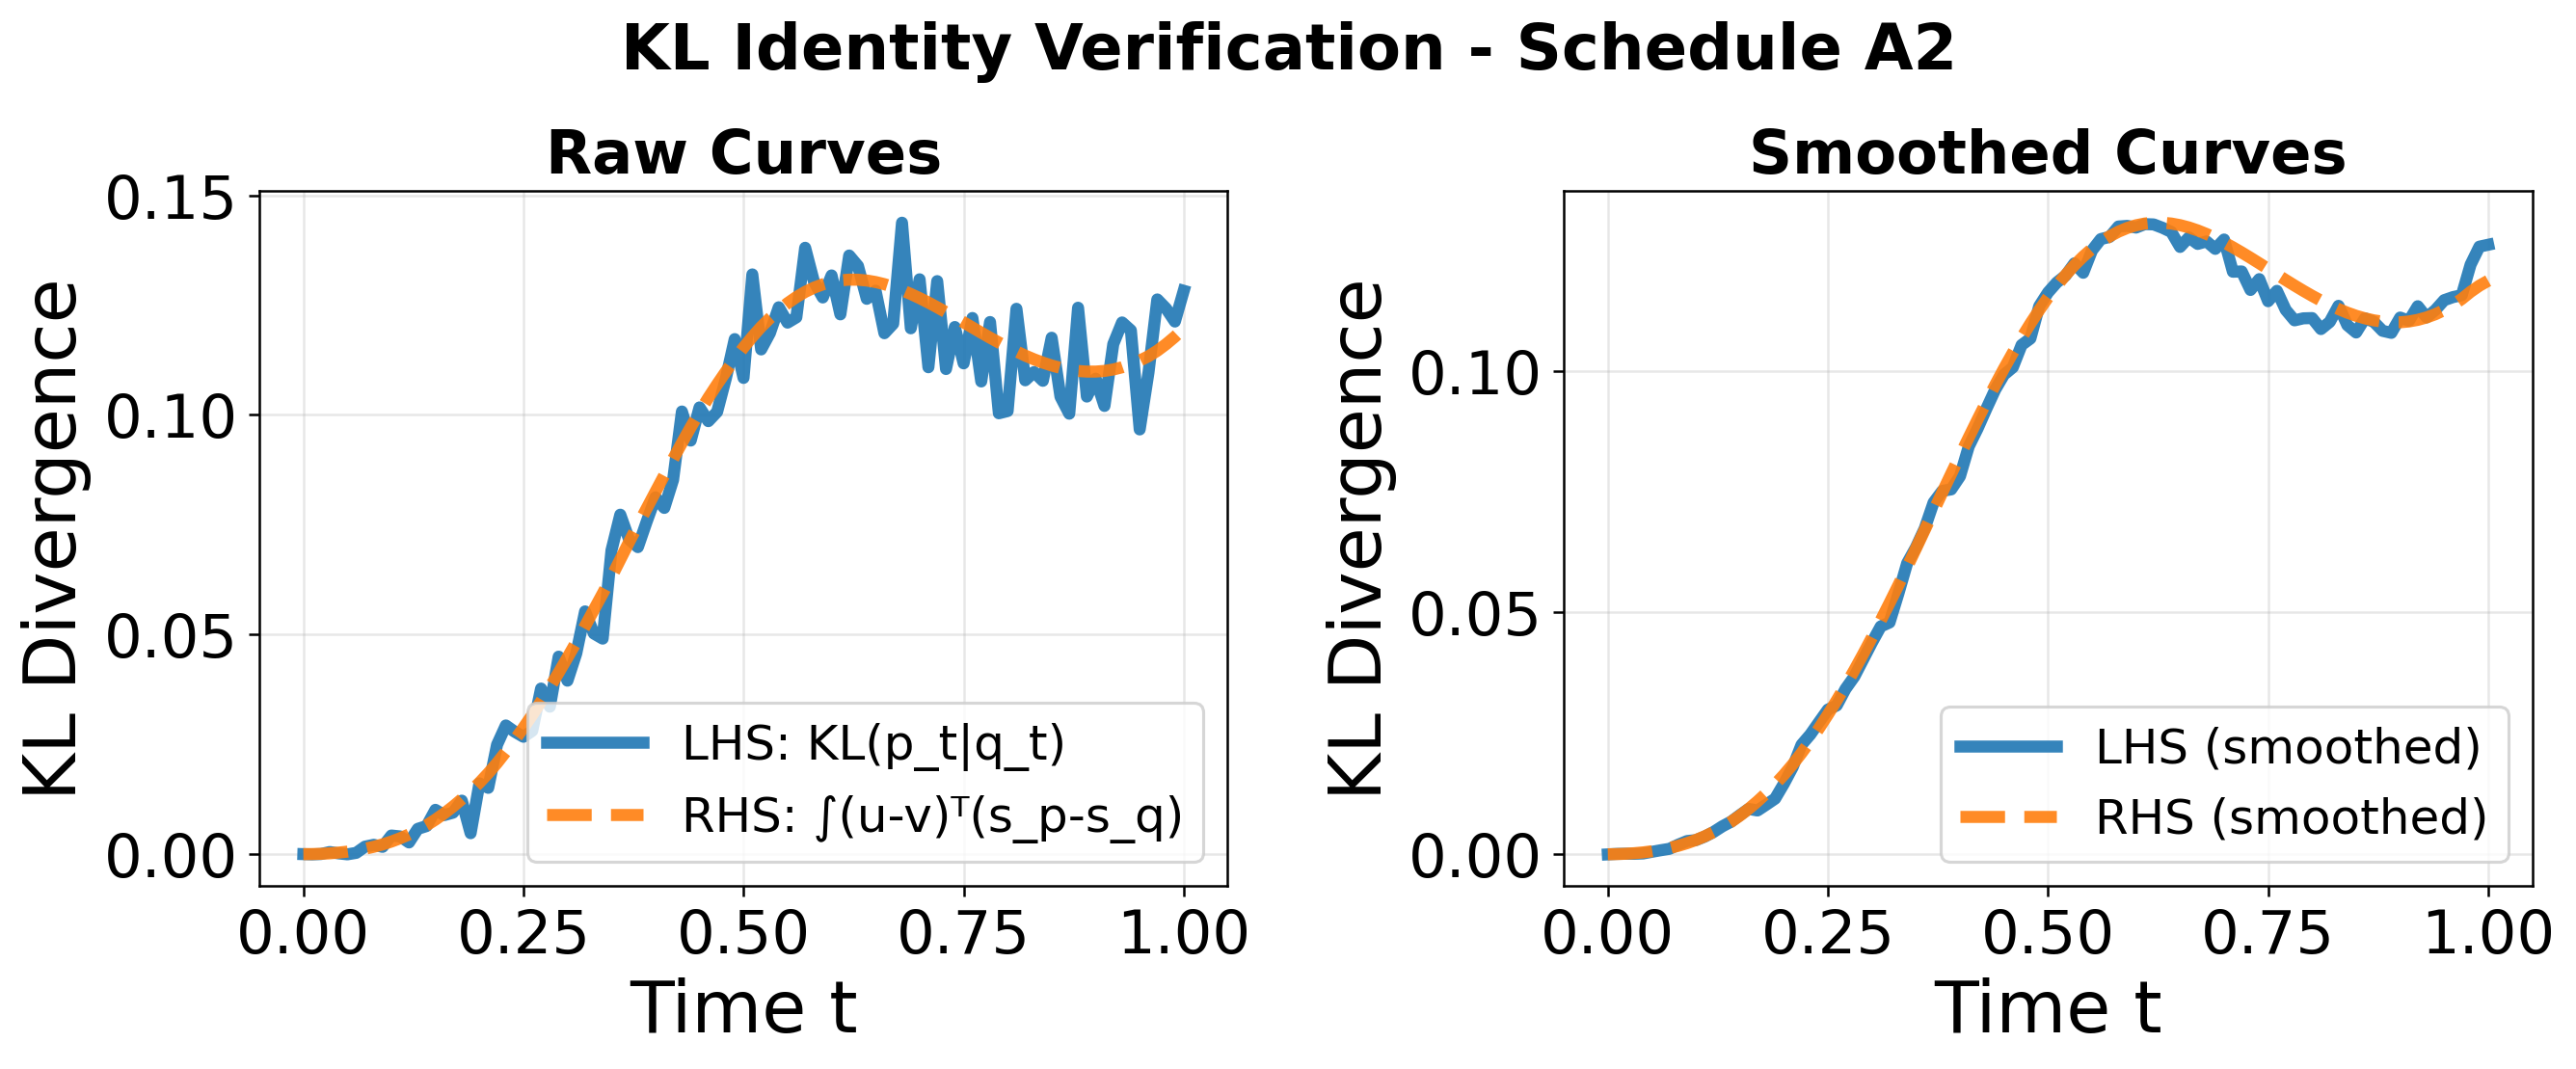 KL Identity Verification - Schedule A2
Raw Curves
0.15
0.10
0.05
0.00
KL Divergence
LHS: KL(p_t|q_t)
RHS: ∫(u-v)ᵀ(s_p-s_q)
0.00 0.25 0.50 0.75 1.00
Time t
Smoothed Curves
0.10
0.05
0.00
KL Divergence
LHS (smoothed)
RHS (smoothed)
0.00 0.25 0.50 0.75 1.00
Time t